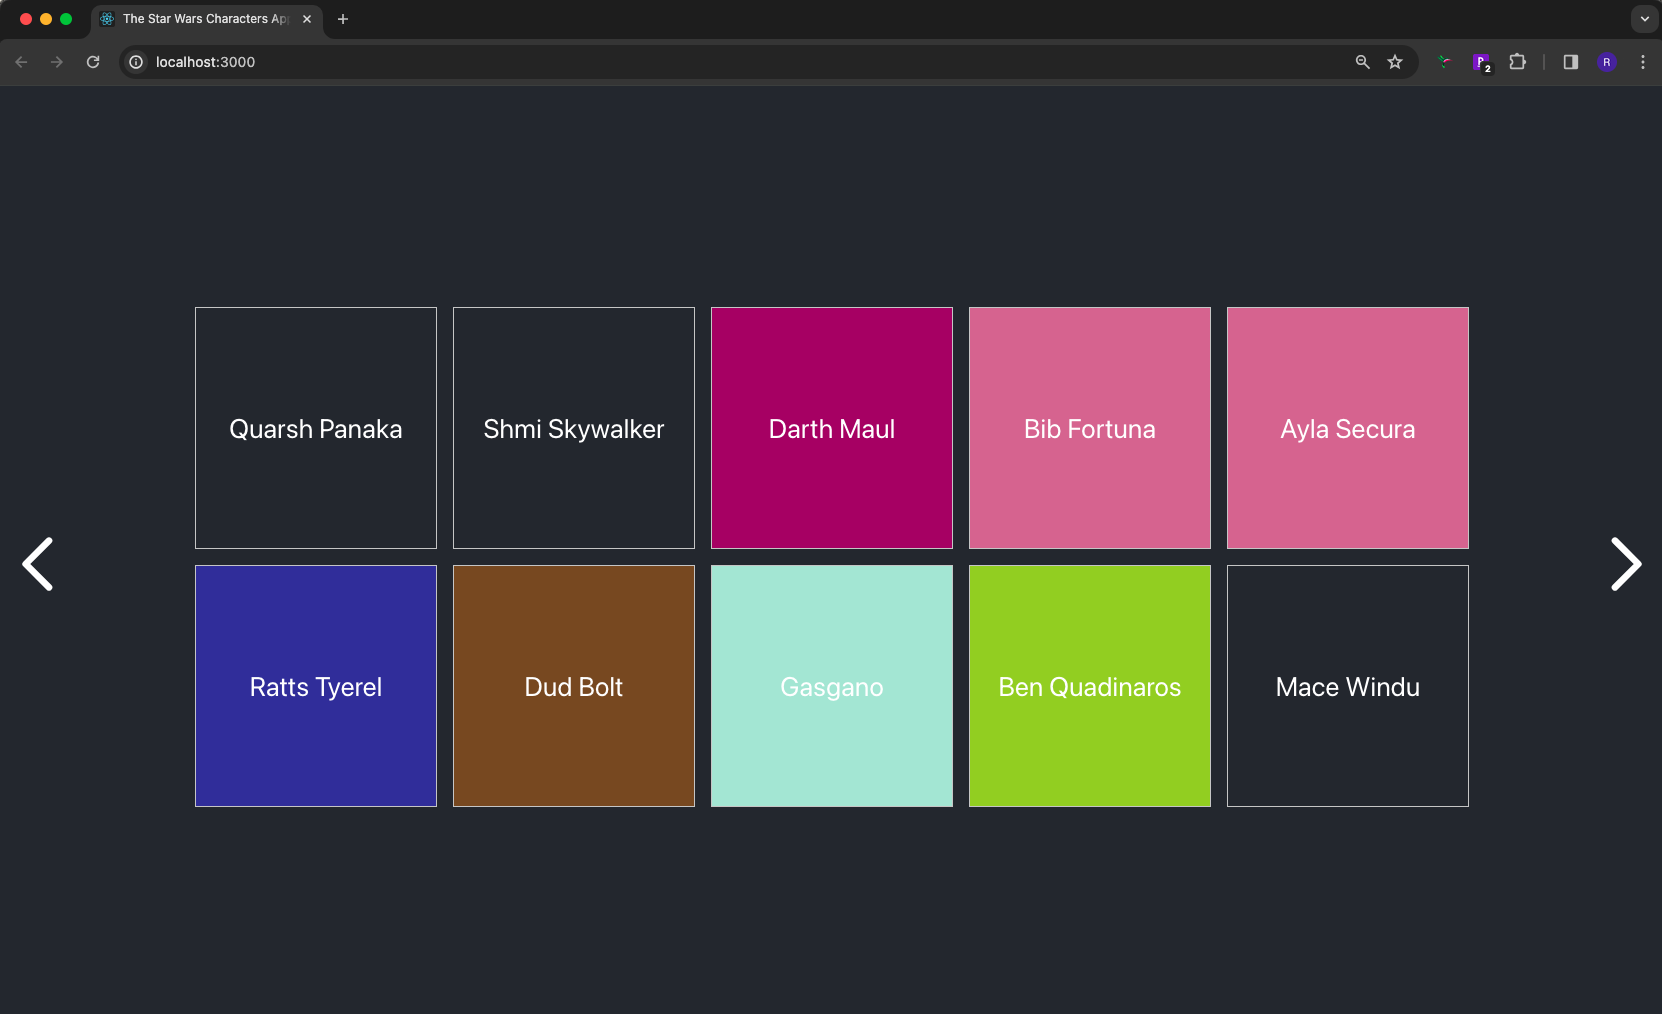 The Star Wars Characters Ap
localhost:3000
2
R
Quarsh Panaka
Shmi Skywalker
Darth Maul
Bib Fortuna
Ayla Secura
Ratts Tyerel
Dud Bolt
Gasgano
Ben Quadinaros
Mace Windu